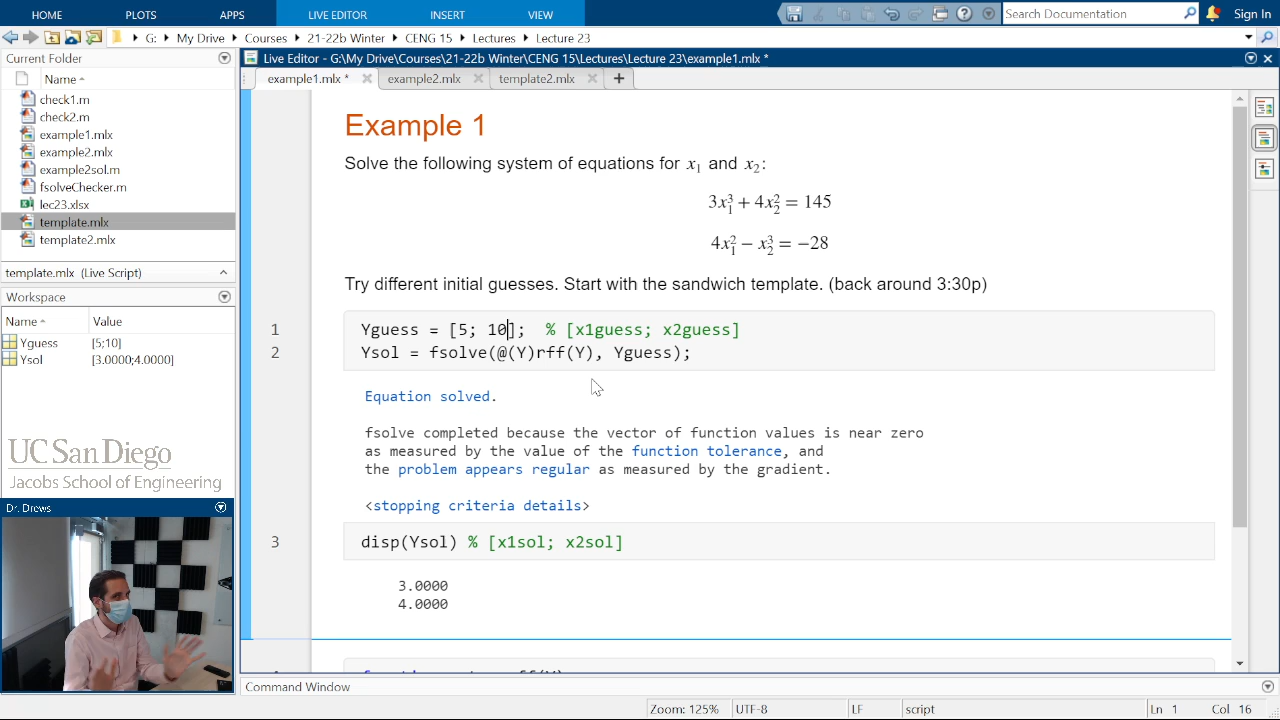 HOME PLOTS APPS LIVE EDITOR INSERT VIEW Search Documentation Sign In
G: My Drive Courses 21-22b Winter CENG 15 Lectures Lecture 23
Current Folder
Name
check1.m
check2.m
example1.mlx
example2.mlx
example2sol.m
fsolveChecker.m
lec23.xlsx
template.mlx
template2.mlx
template.mlx (Live Script)
Workspace
Name Value
Yguess [5;10]
Ysol [3.0000;4.0000]
UC San Diego
Jacobs School of Engineering
Dr. Drews
Live Editor - G:\My Drive\Courses\21-22b Winter\CENG 15\Lectures\Lecture 23\example1.mlx *
example1.mlx * example2.mlx template2.mlx +
Example 1
Solve the following system of equations for x₁ and x₂:
3x₁³ + 4x₂² = 145
4x₁² − x₂³ = −28
Try different initial guesses. Start with the sandwich template. (back around 3:30p)
1 Yguess = [5; 10]; % [x1guess; x2guess]
2 Ysol = fsolve(@(Y)rff(Y), Yguess);
Equation solved.
fsolve completed because the vector of function values is near zero
as measured by the value of the function tolerance, and
the problem appears regular as measured by the gradient.
<stopping criteria details>
3 disp(Ysol) % [x1sol; x2sol]
3.0000
4.0000
Command Window
Zoom: 125% UTF-8 LF script Ln 1 Col 16